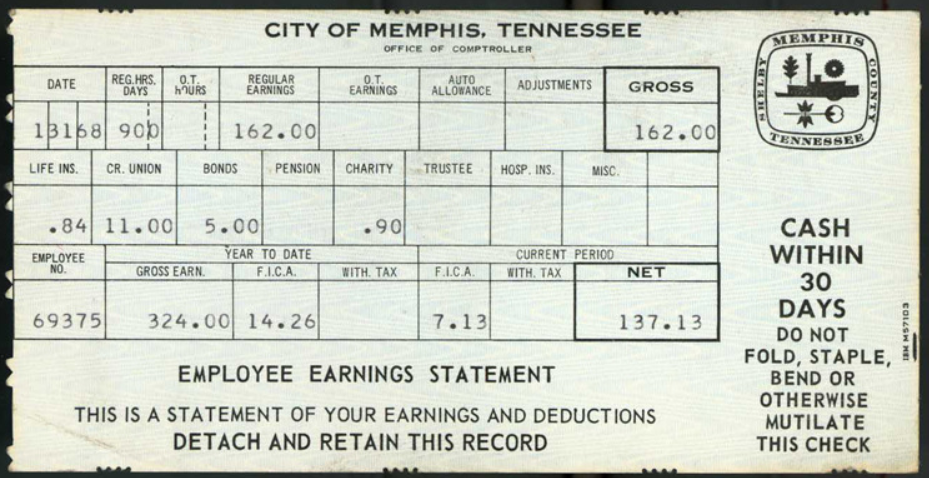 CITY OF MEMPHIS, TENNESSEE
OFFICE OF COMPTROLLER
MEMPHIS
SHELBY COUNTY
TENNESSEE
DATE REG.HRS. DAYS O.T. HOURS REGULAR EARNINGS O.T. EARNINGS AUTO ALLOWANCE ADJUSTMENTS GROSS
13168 900 162.00 162.00
LIFE INS. CR. UNION BONDS PENSION CHARITY TRUSTEE HOSP. INS. MISC.
.84 11.00 5.00 .90
EMPLOYEE NO. YEAR TO DATE CURRENT PERIOD
GROSS EARN. F.I.C.A. WITH. TAX F.I.C.A. WITH. TAX NET
69375 324.00 14.26 7.13 137.13
EMPLOYEE EARNINGS STATEMENT
THIS IS A STATEMENT OF YOUR EARNINGS AND DEDUCTIONS
DETACH AND RETAIN THIS RECORD
CASH
WITHIN
30
DAYS
DO NOT
FOLD, STAPLE,
BEND OR
OTHERWISE
MUTILATE
THIS CHECK
IBM M57103